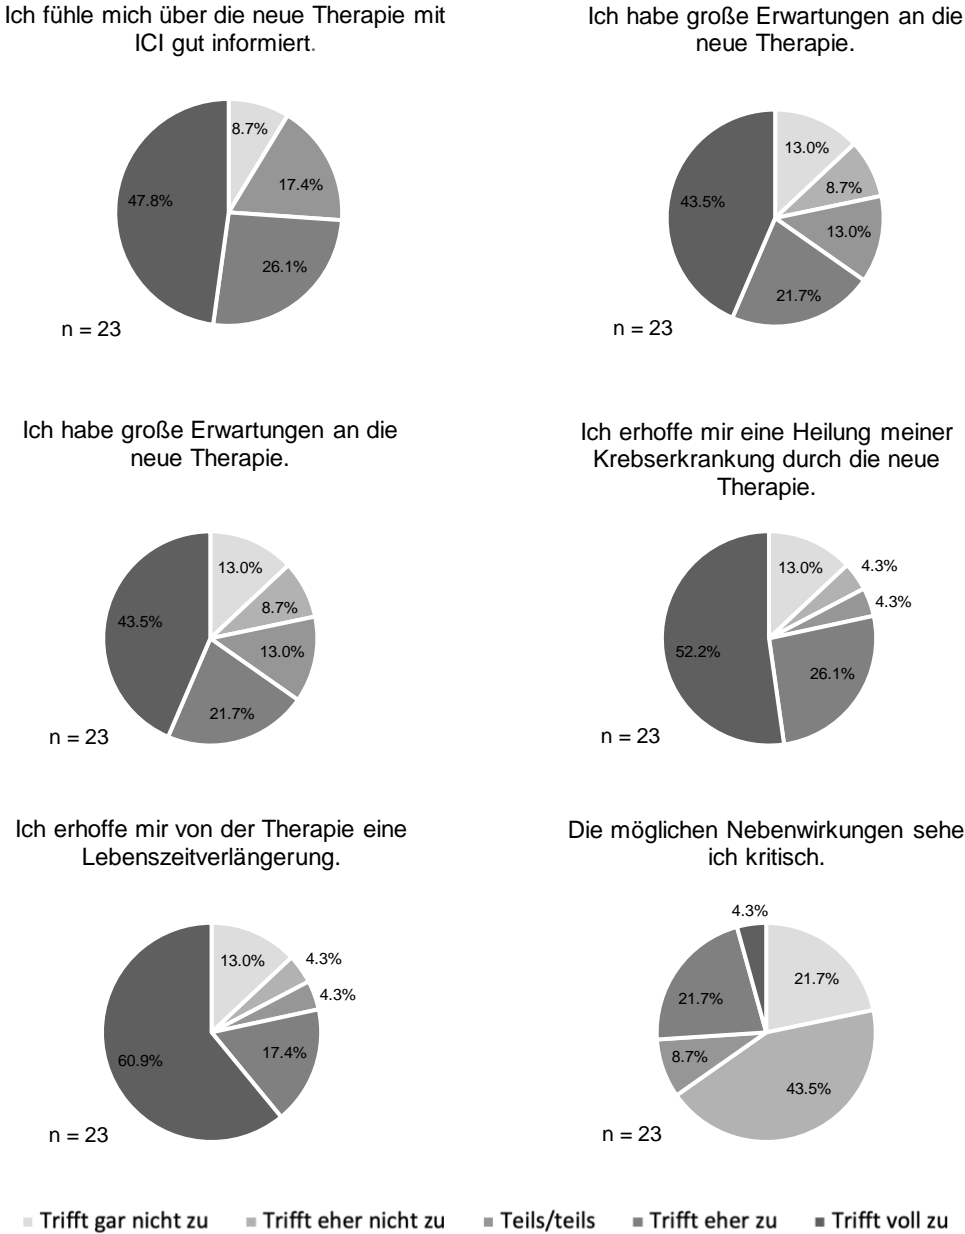 Ich fühle mich über die neue Therapie mit
ICI gut informiert.
8.7%
17.4%
47.8%
26.1%
n = 23
Ich habe große Erwartungen an die
neue Therapie.
13.0%
8.7%
43.5%
13.0%
21.7%
n = 23
Ich habe große Erwartungen an die
neue Therapie.
13.0%
8.7%
43.5%
13.0%
21.7%
n = 23
Ich erhoffe mir eine Heilung meiner
Krebserkrankung durch die neue
Therapie.
13.0%
4.3%
4.3%
52.2%
26.1%
n = 23
Ich erhoffe mir von der Therapie eine
Lebenszeitverlängerung.
13.0%
4.3%
4.3%
17.4%
60.9%
n = 23
Die möglichen Nebenwirkungen sehe
ich kritisch.
4.3%
21.7%
21.7%
8.7%
43.5%
n = 23
Trifft gar nicht zu Trifft eher nicht zu Teils/teils Trifft eher zu Trifft voll zu